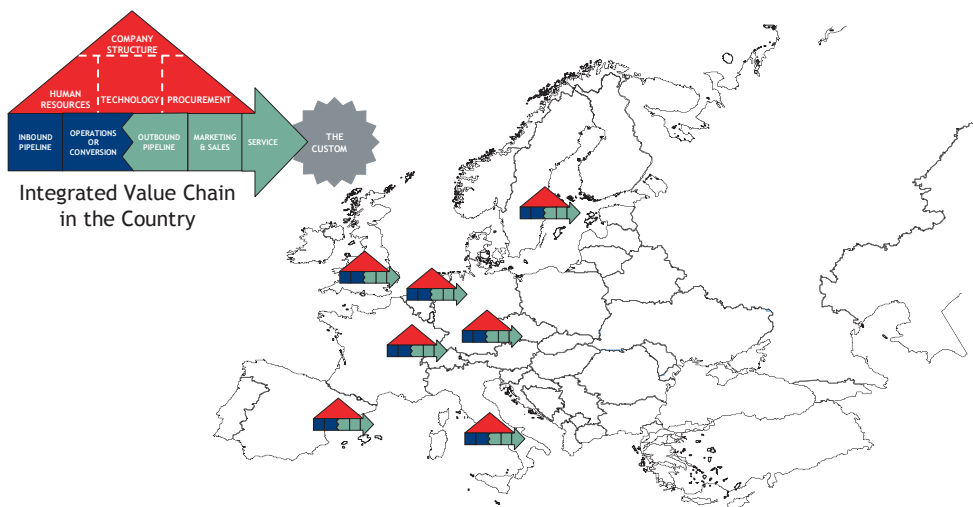 COMPANY
STRUCTURE
HUMAN
RESOURCES
TECHNOLOGY
PROCUREMENT
INBOUND
PIPELINE
OPERATIONS
OR
CONVERSION
OUTBOUND
PIPELINE
MARKETING
& SALES
SERVICE
THE
CUSTOM
Integrated Value Chain
in the Country